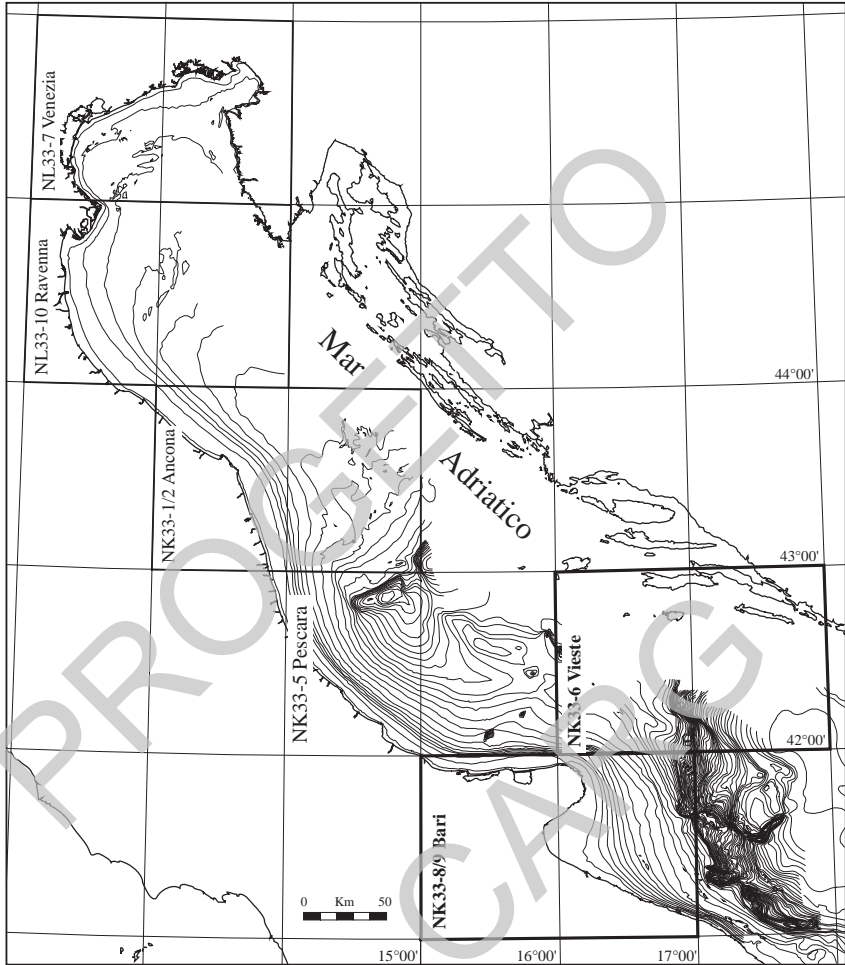 NL33-7 Venezia
NL33-10 Ravenna
Mar
44°00'
NK33-1/2 Ancona
Adriatico
43°00'
NK33-5 Pescara
NK33-6 Vieste
42°00'
NK33-8/9 Bari
0 Km 50
15°00'
16°00'
17°00'
PROGETTO
CARG